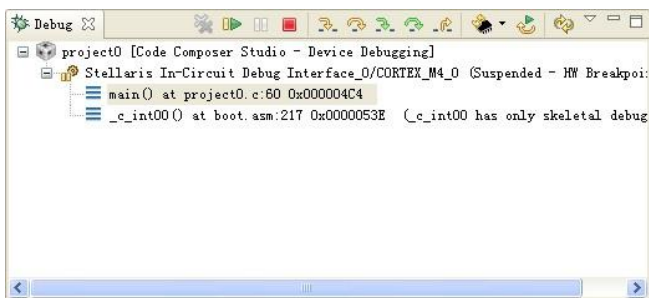 Debug
project0 [Code Composer Studio - Device Debugging]
Stellaris In-Circuit Debug Interface_0/CORTEX_M4_0 (Suspended - HW Breakpoi
main() at project0.c:60 0x000004C4
_c_int00() at boot.asm:217 0x0000053E (_c_int00 has only skeletal debug